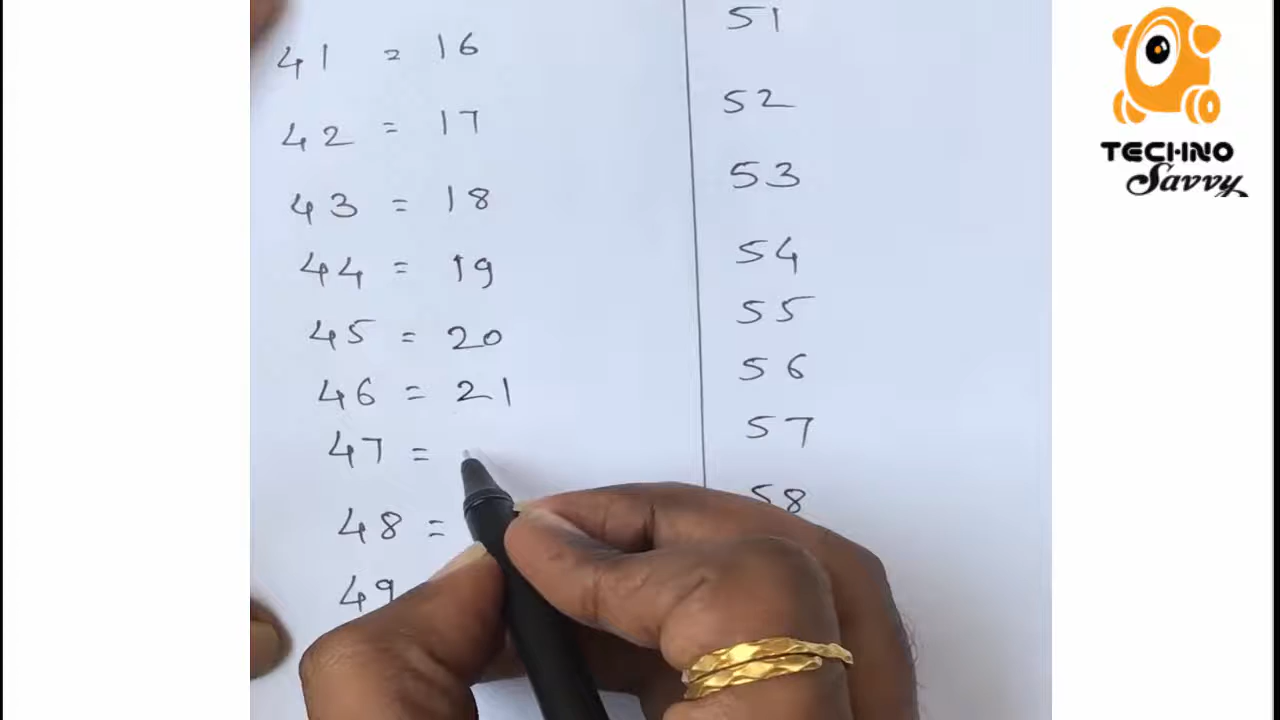 41 = 16
42 = 17
43 = 18
44 = 19
45 = 20
46 = 21
47 =
48 =
49
51
52
53
54
55
56
57
58
TECHNO
Savvy